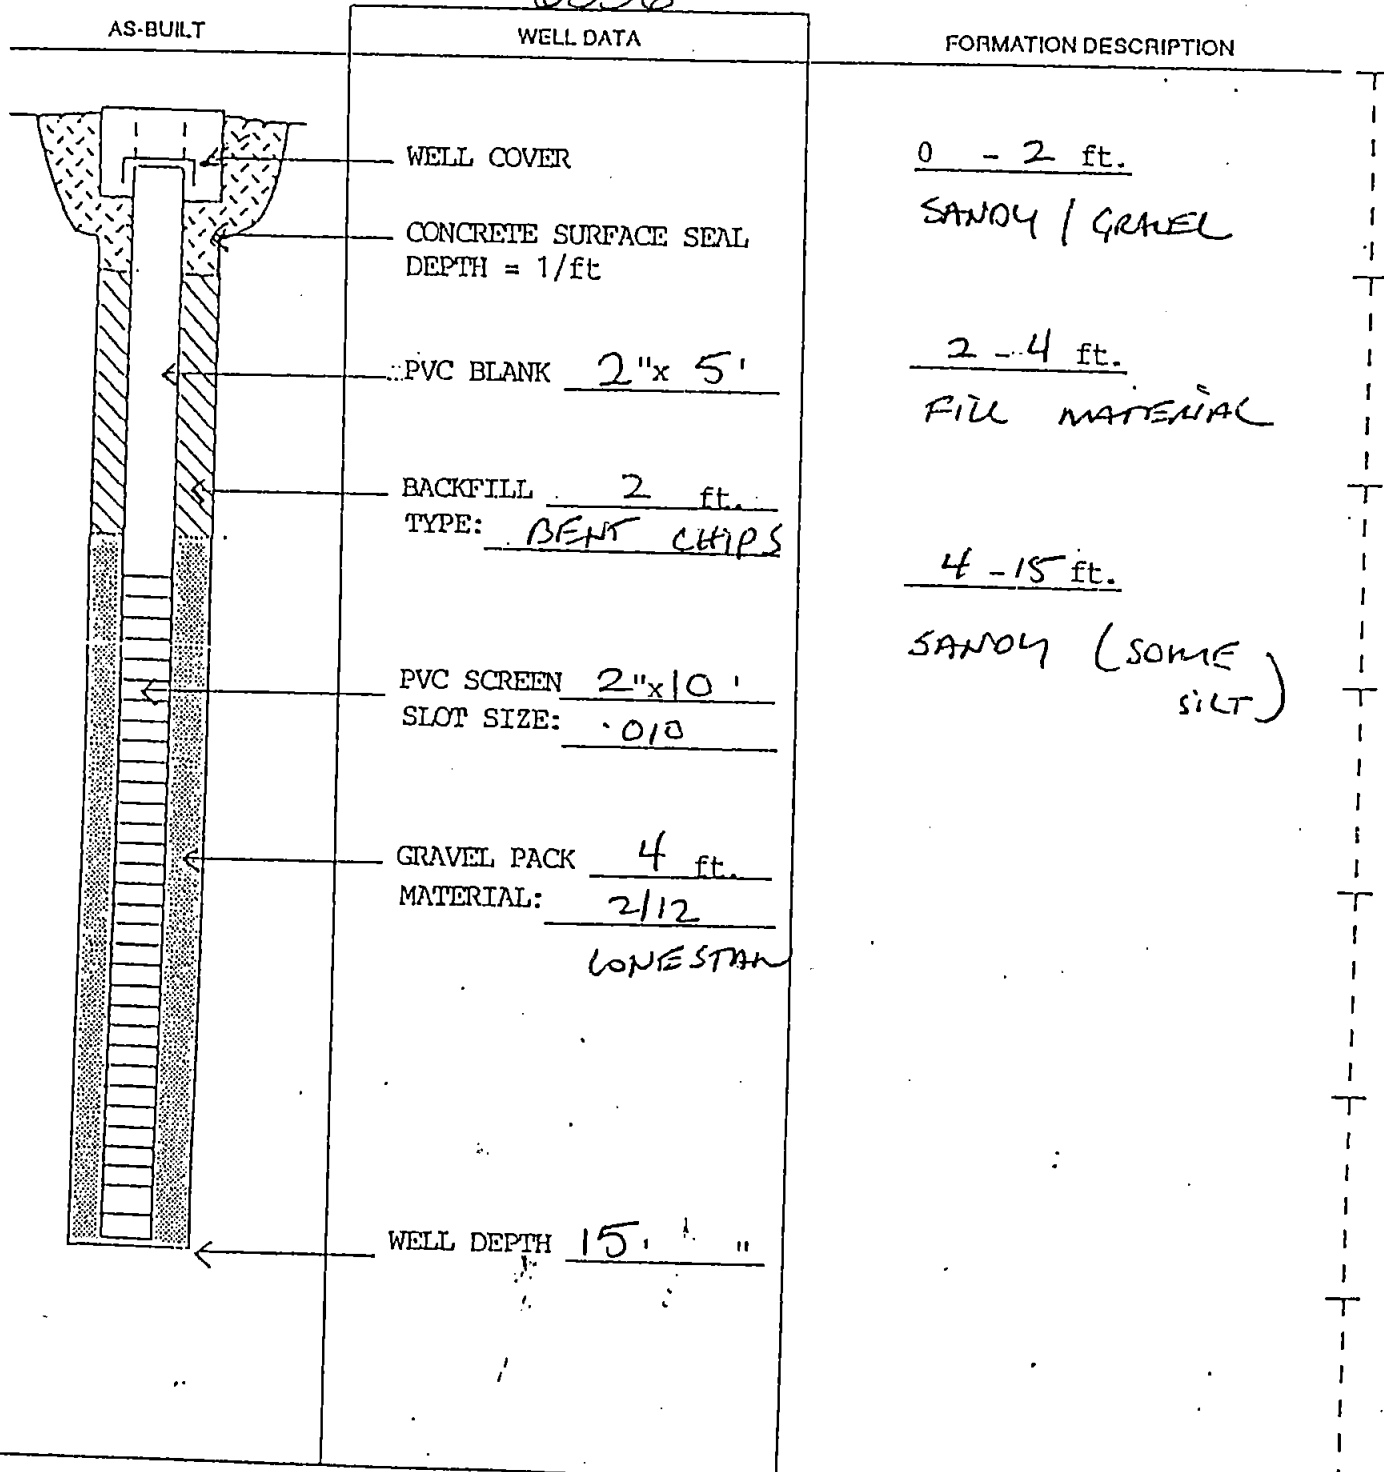 AS-BUILT
WELL DATA
FORMATION DESCRIPTION
WELL COVER
CONCRETE SURFACE SEAL
DEPTH = 1/ft
PVC BLANK 2"x 5'
BACKFILL 2 ft.
TYPE: BENT CHIPS
PVC SCREEN 2"x10'
SLOT SIZE: .010
GRAVEL PACK 4 ft.
MATERIAL: 2/12
LONESTAR
WELL DEPTH 15' "
0 - 2 ft.
SANDY / GRAVEL
2 - 4 ft.
FILL MATERIAL
4 - 15 ft.
SANDY (SOME
SILT)